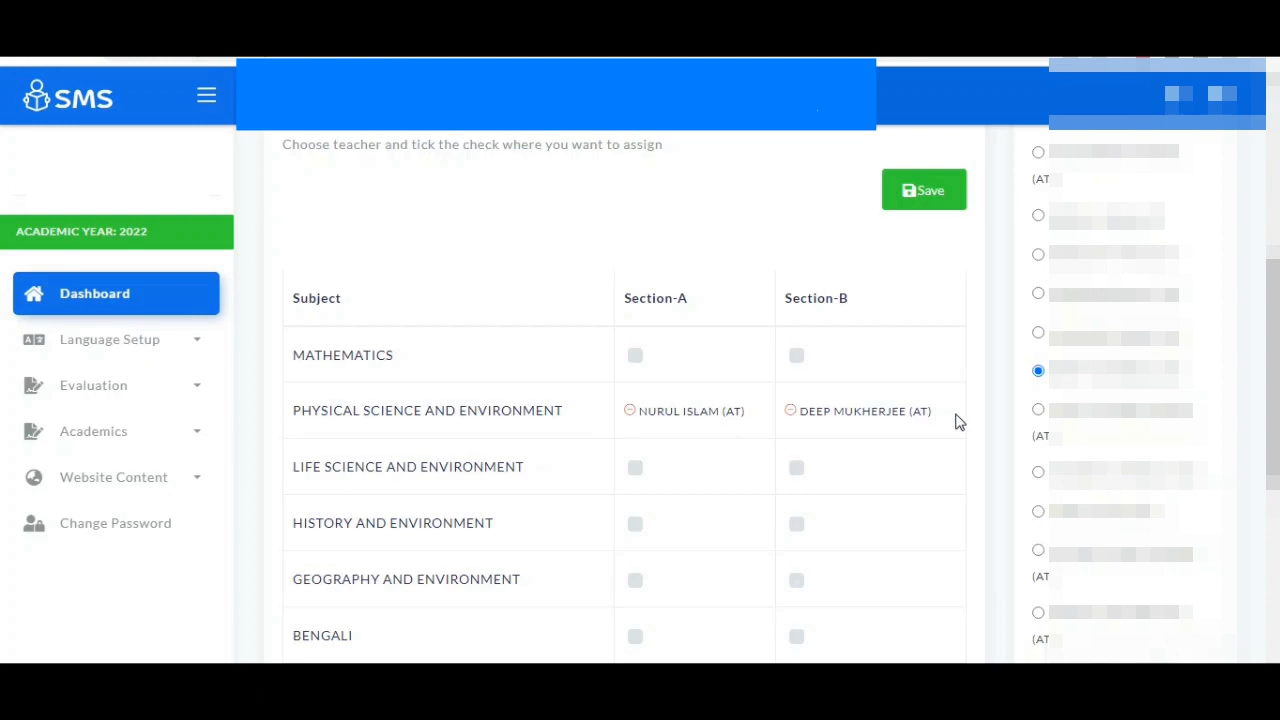 SMS
Choose teacher and tick the check where you want to assign
Save
ACADEMIC YEAR: 2022
Dashboard
Language Setup
Evaluation
Academics
Website Content
Change Password
Subject Section-A Section-B
MATHEMATICS
PHYSICAL SCIENCE AND ENVIRONMENT NURUL ISLAM (AT) DEEP MUKHERJEE (AT)
LIFE SCIENCE AND ENVIRONMENT
HISTORY AND ENVIRONMENT
GEOGRAPHY AND ENVIRONMENT
BENGALI
(AT
(AT
(AT
(AT